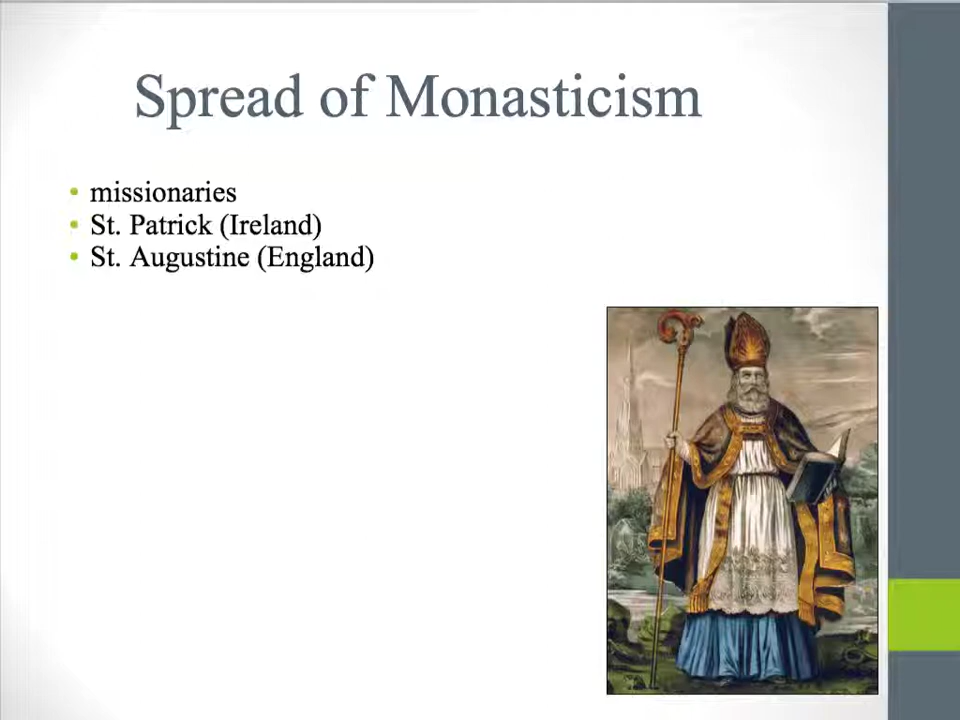 Spread of Monasticism
• missionaries
• St. Patrick (Ireland)
• St. Augustine (England)